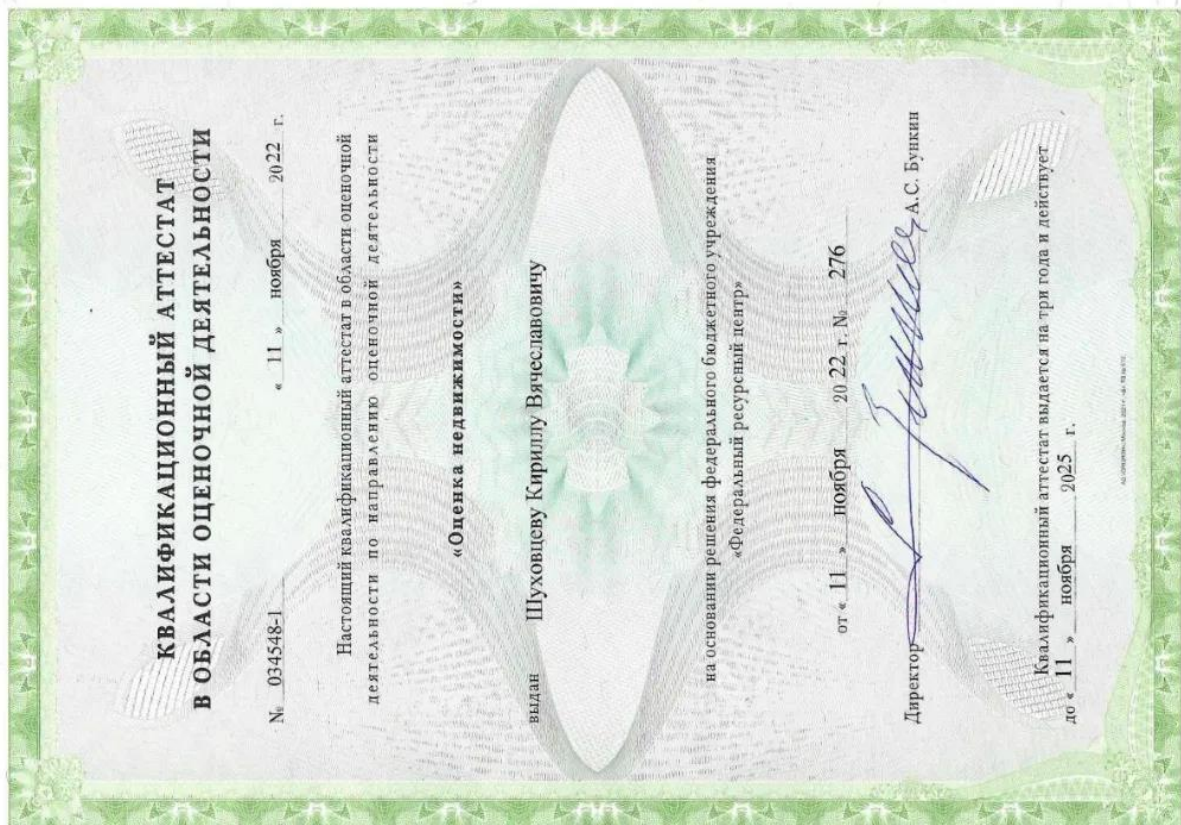 КВАЛИФИКАЦИОННЫЙ АТТЕСТАТ
В ОБЛАСТИ ОЦЕНОЧНОЙ ДЕЯТЕЛЬНОСТИ
№ 034548-1 « 11 » ноября 2022 г.
Настоящий квалификационный аттестат в области оценочной
деятельности по направлению оценочной деятельности
«Оценка недвижимости»
выдан Шуховцеву Кириллу Вячеславовичу
на основании решения федерального бюджетного учреждения
«Федеральный ресурсный центр»
от « 11 » ноября 2022 г. № 276
Директор А.С. Бункин
Квалификационный аттестат выдается на три года и действует
до « 11 » ноября 2025 г.